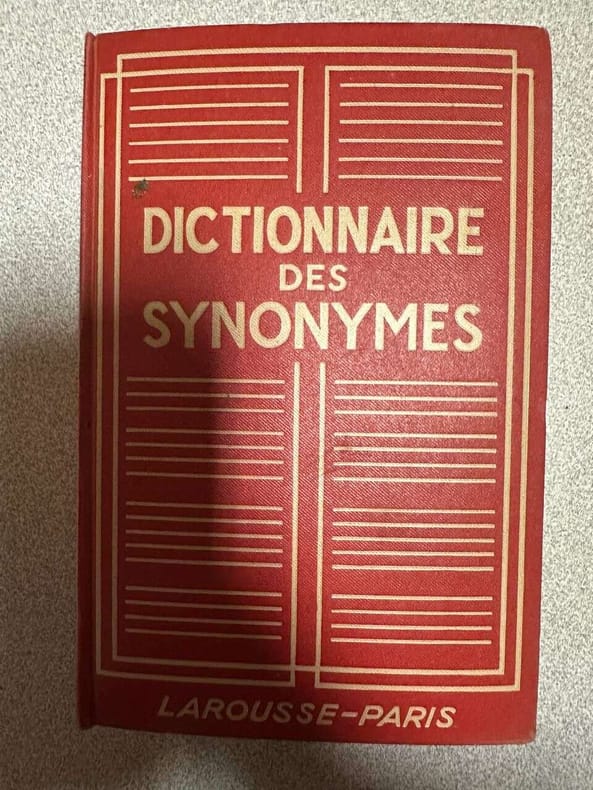 DICTIONNAIRE
DES
SYNONYMES
LAROUSSE-PARIS